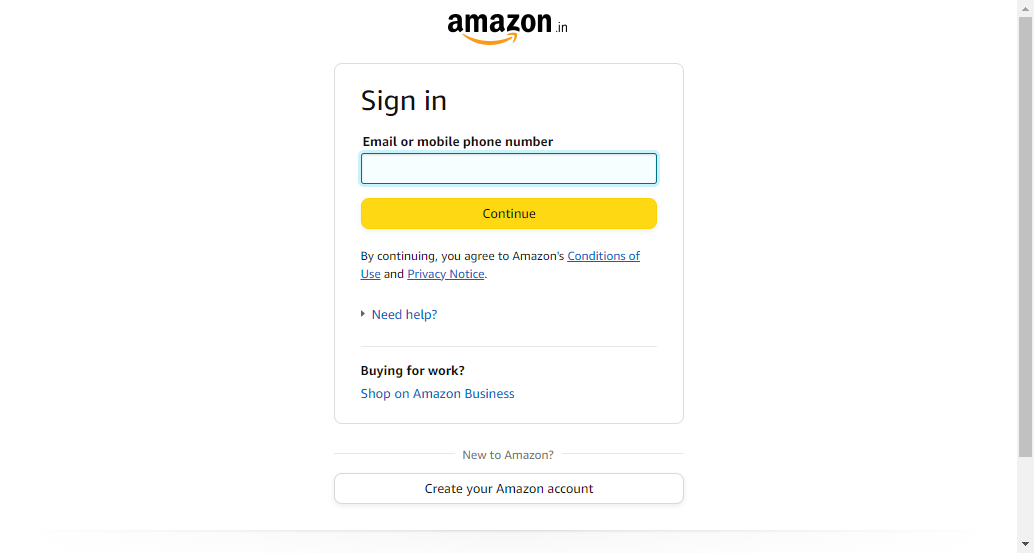 amazon.in
Sign in
Email or mobile phone number
Continue
By continuing, you agree to Amazon's Conditions of
Use and Privacy Notice.
Need help?
Buying for work?
Shop on Amazon Business
New to Amazon?
Create your Amazon account